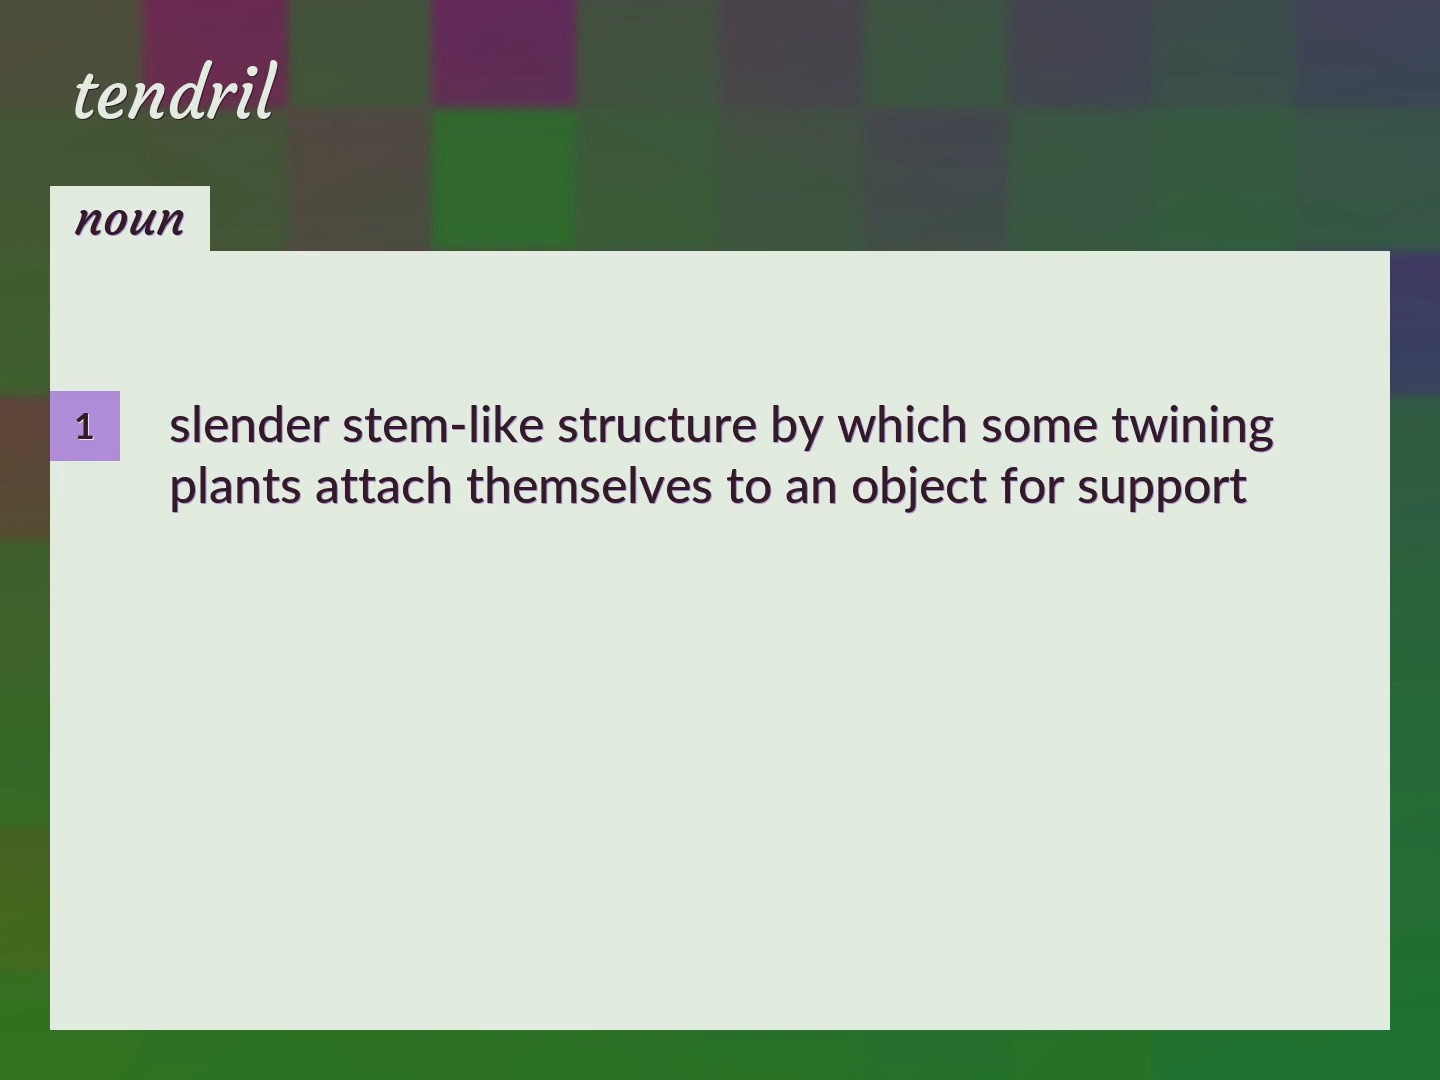 tendril
noun
1
slender stem-like structure by which some twining
plants attach themselves to an object for support